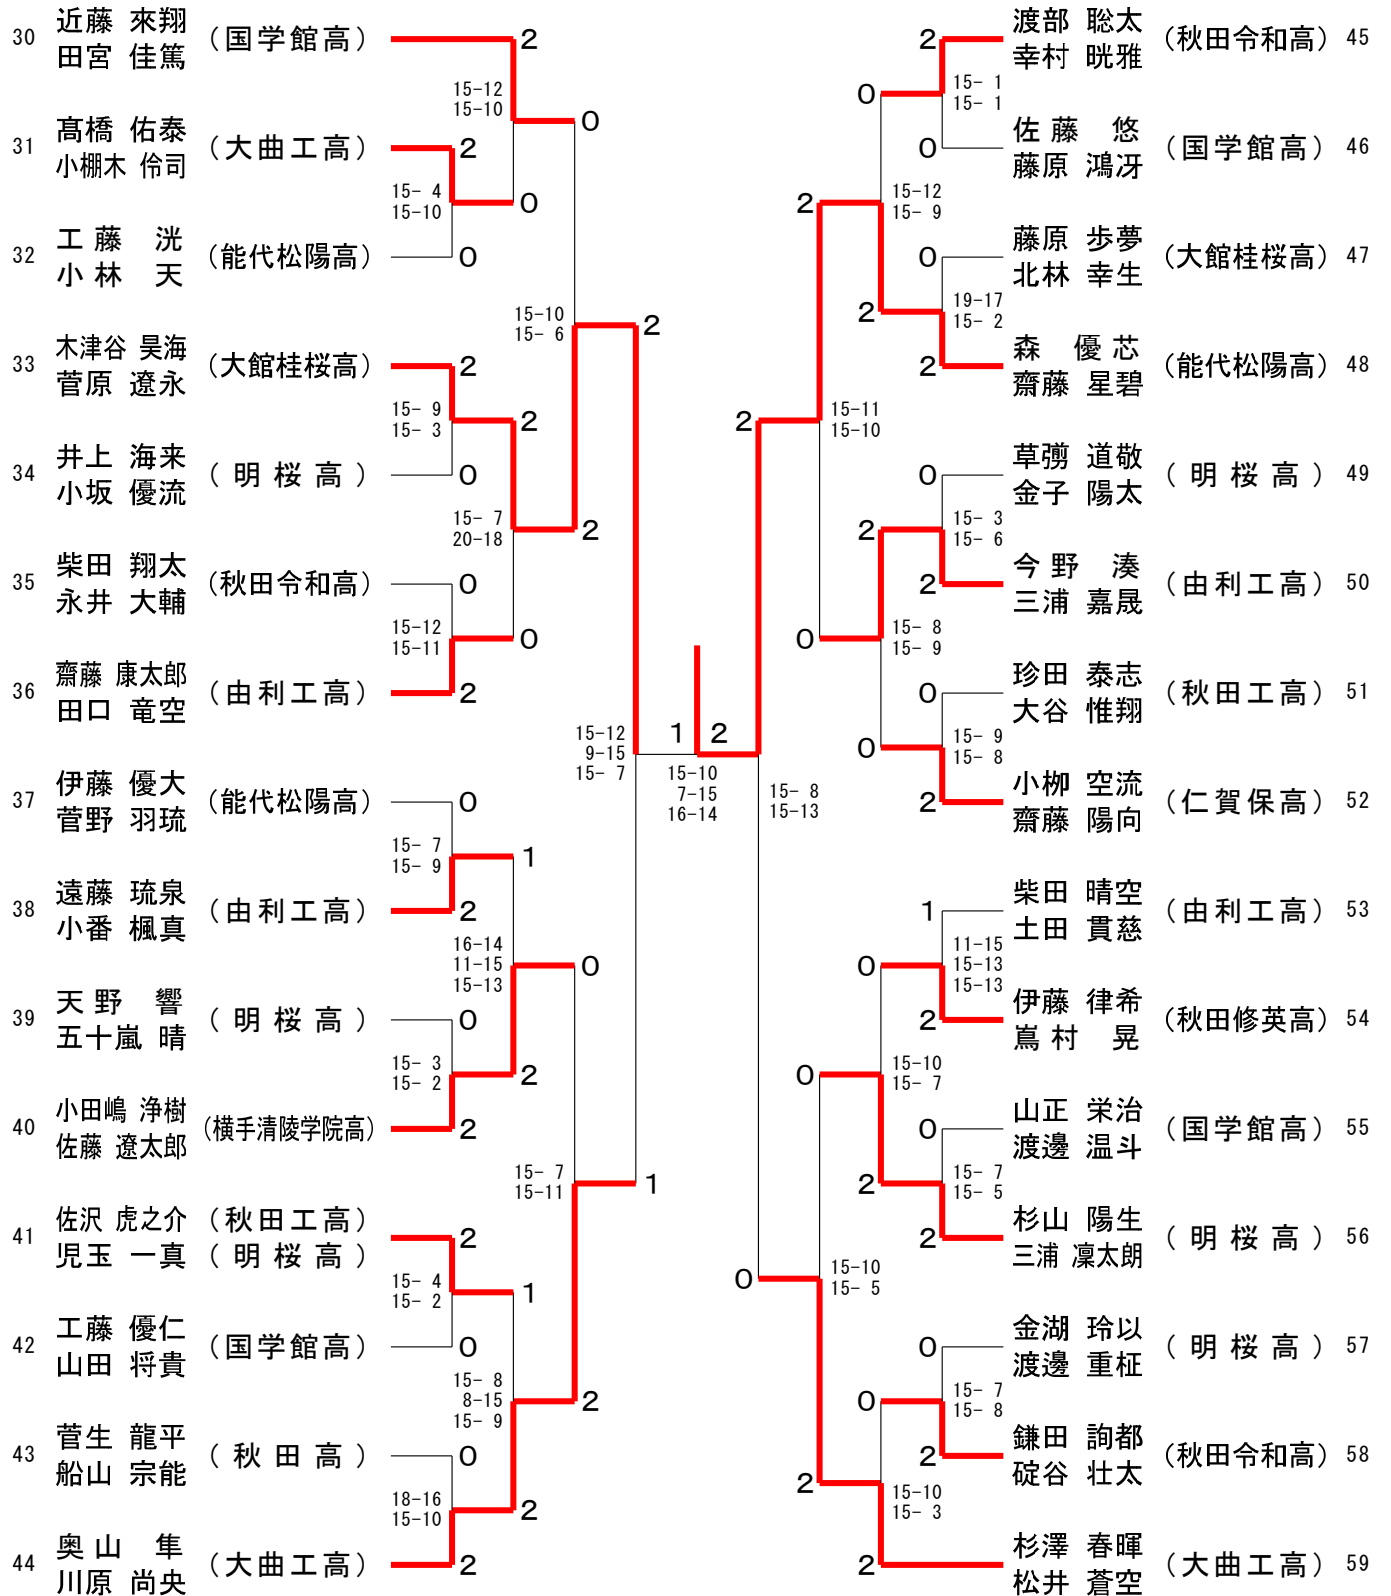 30 近藤 來翔 (国学館高) 2
田宮 佳篤
15-12
15-10
0
31 髙橋 佑泰 (大曲工高) 2
小棚木 伶司
15- 4
15-10
0
32 工藤 洸 (能代松陽高) 0
小林 天
15-10
15- 6
2
33 木津谷 昊海 (大館桂桜高) 2
菅原 遼永
15- 9
15- 3
2
34 井上 海来 (明桜高) 0
小坂 優流
15- 7
20-18
2
35 柴田 翔太 (秋田令和高) 0
永井 大輔
15-12
15-11
0
36 齋藤 康太郎 (由利工高) 2
田口 竜空
15-12
9-15
15- 7
1 2
15-10
7-15
16-14
37 伊藤 優大 (能代松陽高) 0
菅野 羽琉
15- 7
15- 9
1
38 遠藤 琉泉 (由利工高) 2
小番 楓真
16-14
11-15
15-13
0
39 天野 響 (明桜高) 0
五十嵐 晴
15- 3
15- 2
2
40 小田嶋 浄樹 (横手清陵学院高) 2
佐藤 遼太郎
15- 7
15-11
1
41 佐沢 虎之介 (秋田工高) 2
児玉 一真 (明桜高)
15- 4
15- 2
1
42 工藤 優仁 (国学館高) 0
山田 将貴
15- 8
8-15
15- 9
2
43 菅生 龍平 (秋田高) 0
船山 宗能
18-16
15-10
2
44 奥山 隼 (大曲工高) 2
川原 尚央
2 渡部 聡太 (秋田令和高) 45
幸村 晄雅
0
15- 1
15- 1
0 佐藤 悠 (国学館高) 46
藤原 鴻冴
2
15-12
15- 9
0 藤原 歩夢 (大館桂桜高) 47
北林 幸生
2
19-17
15- 2
2 森 優芯 (能代松陽高) 48
齋藤 星碧
2
15-11
15-10
0 草彅 道敬 (明桜高) 49
金子 陽太
2
15- 3
15- 6
2 今野 湊 (由利工高) 50
三浦 嘉晟
0
15- 8
15- 9
0 珍田 泰志 (秋田工高) 51
大谷 惟翔
0
15- 9
15- 8
2 小栁 空流 (仁賀保高) 52
齋藤 陽向
15- 8
15-13
1 柴田 晴空 (由利工高) 53
土田 貫慈
0
11-15
15-13
15-13
2 伊藤 律希 (秋田修英高) 54
嶌村 晃
0
15-10
15- 7
0 山正 栄治 (国学館高) 55
渡邊 温斗
2
15- 7
15- 5
2 杉山 陽生 (明桜高) 56
三浦 凜太朗
0
15-10
15- 5
0 金湖 玲以 (明桜高) 57
渡邊 重柾
0
15- 7
15- 8
2 鎌田 詢都 (秋田令和高) 58
碇谷 壮太
2
15-10
15- 3
2 杉澤 春暉 (大曲工高) 59
松井 蒼空